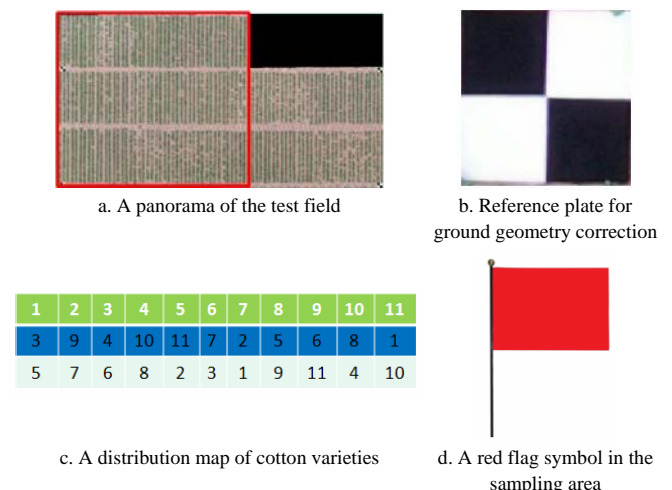 a. A panorama of the test field
b. Reference plate for
ground geometry correction
1 2 3 4 5 6 7 8 9 10 11
3 9 4 10 11 7 2 5 6 8 1
5 7 6 8 2 3 1 9 11 4 10
c. A distribution map of cotton varieties
d. A red flag symbol in the
sampling area